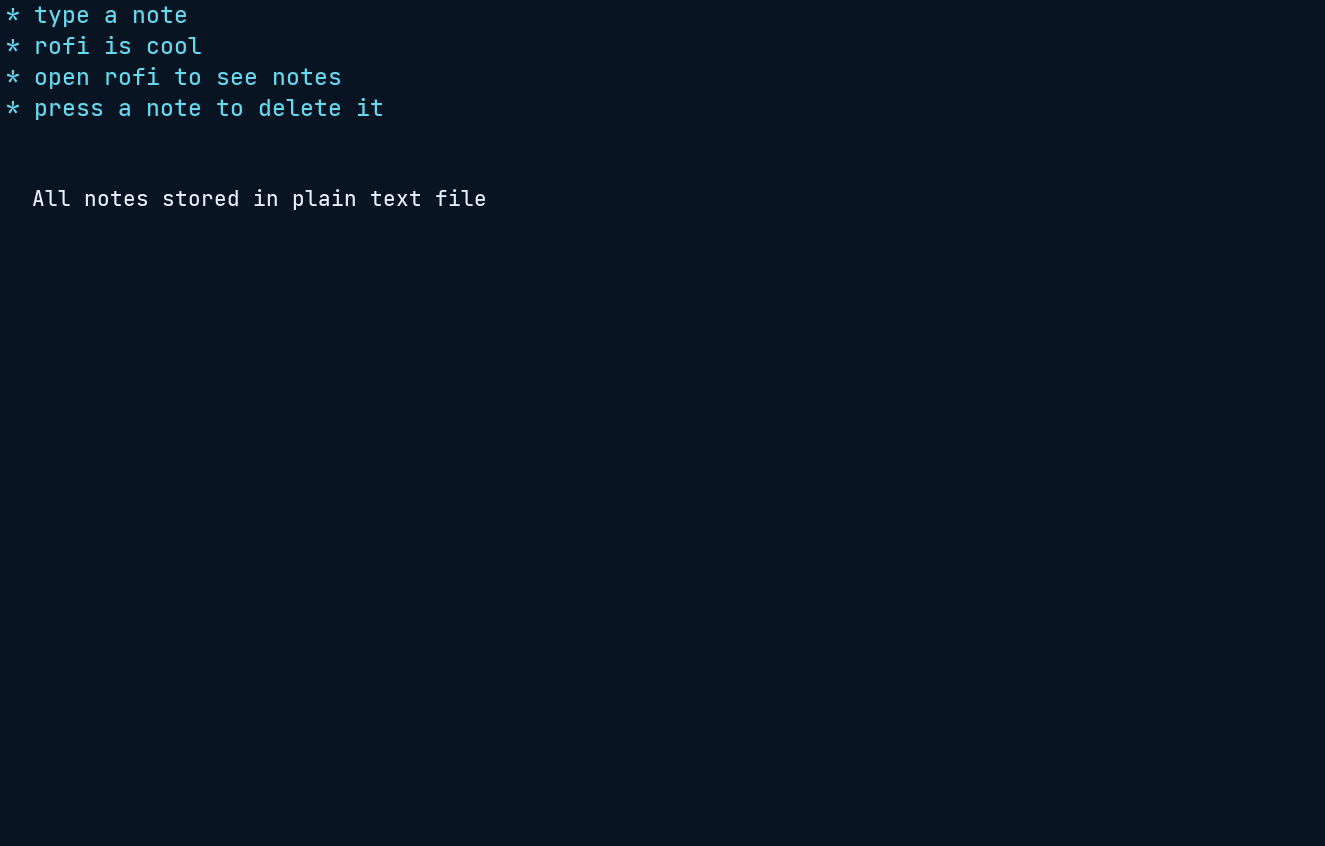 * type a note
* rofi is cool
* open rofi to see notes
* press a note to delete it
All notes stored in plain text file